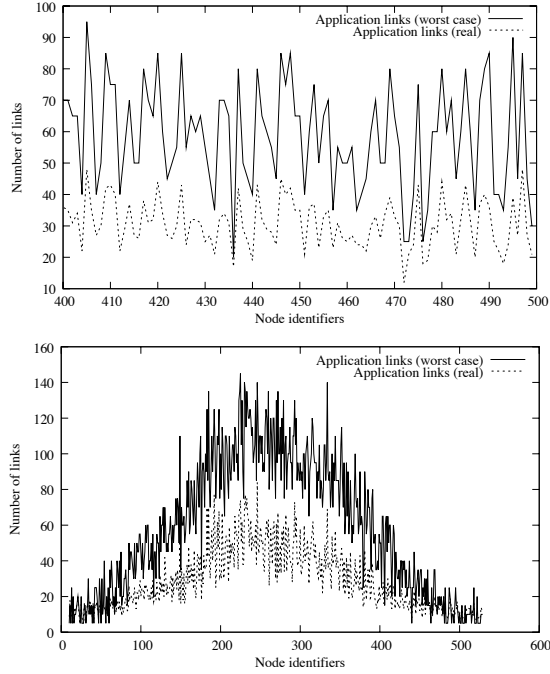 Application links (worst case)
Application links (real)
Number of links
100
90
80
70
60
50
40
30
20
10
400 410 420 430 440 450 460 470 480 490 500
Node identifiers
Application links (worst case)
Application links (real)
Number of links
160
140
120
100
80
60
40
20
0
0 100 200 300 400 500 600
Node identifiers